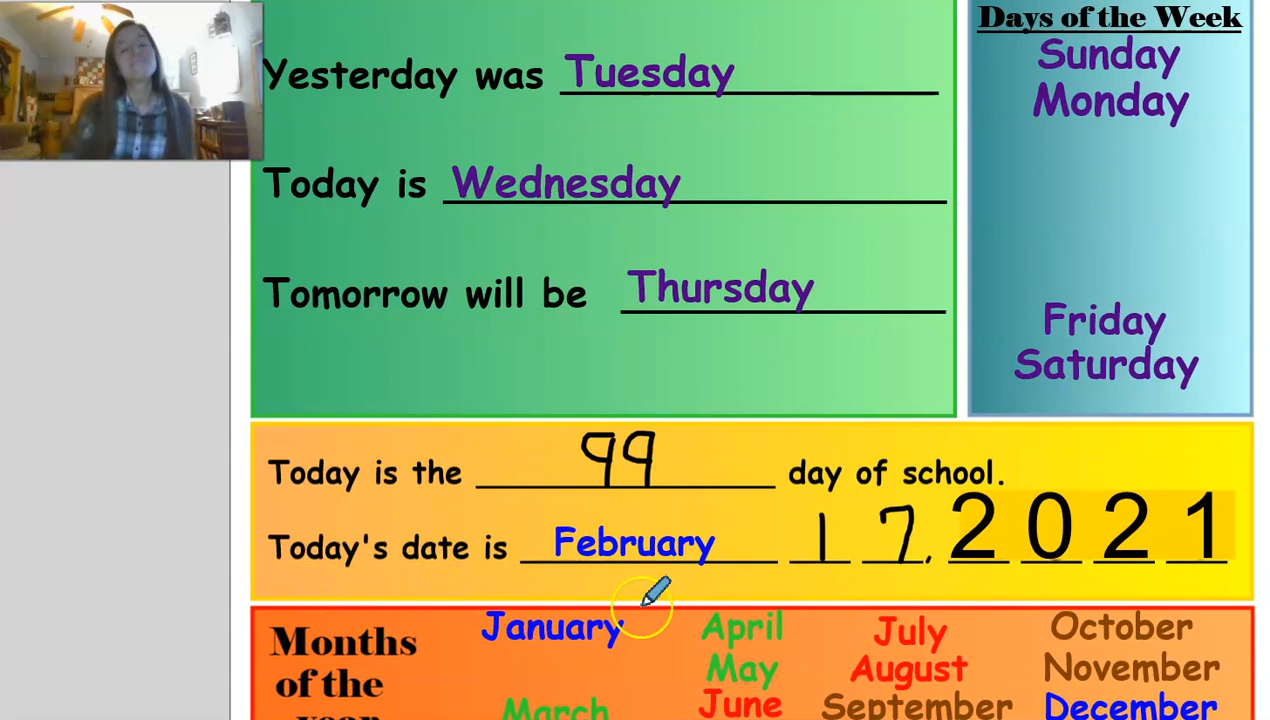 Days of the Week
Sunday
Monday
Yesterday was Tuesday
Today is Wednesday
Tomorrow will be Thursday
Friday
Saturday
Today is the 99 day of school.
Today's date is February 17, 2021
Months of the year
January
March
April
May
June
July
August
September
October
November
December